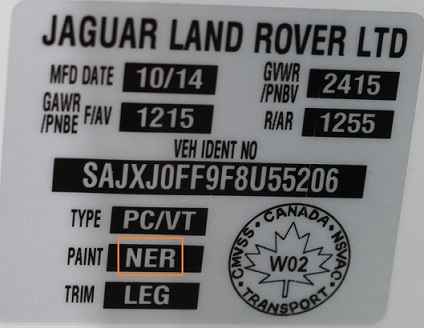 JAGUAR LAND ROVER LTD
MFD DATE 10/14 GVWR /PNBV 2415
GAWR /PNBE F/AV 1215 R/AR 1255
VEH IDENT NO
SAJXJ0FF9F8U55206
TYPE PC/VT
PAINT NER
TRIM LEG
CMVSS • CANADA • NSVAC • TRANSPORT •
W02